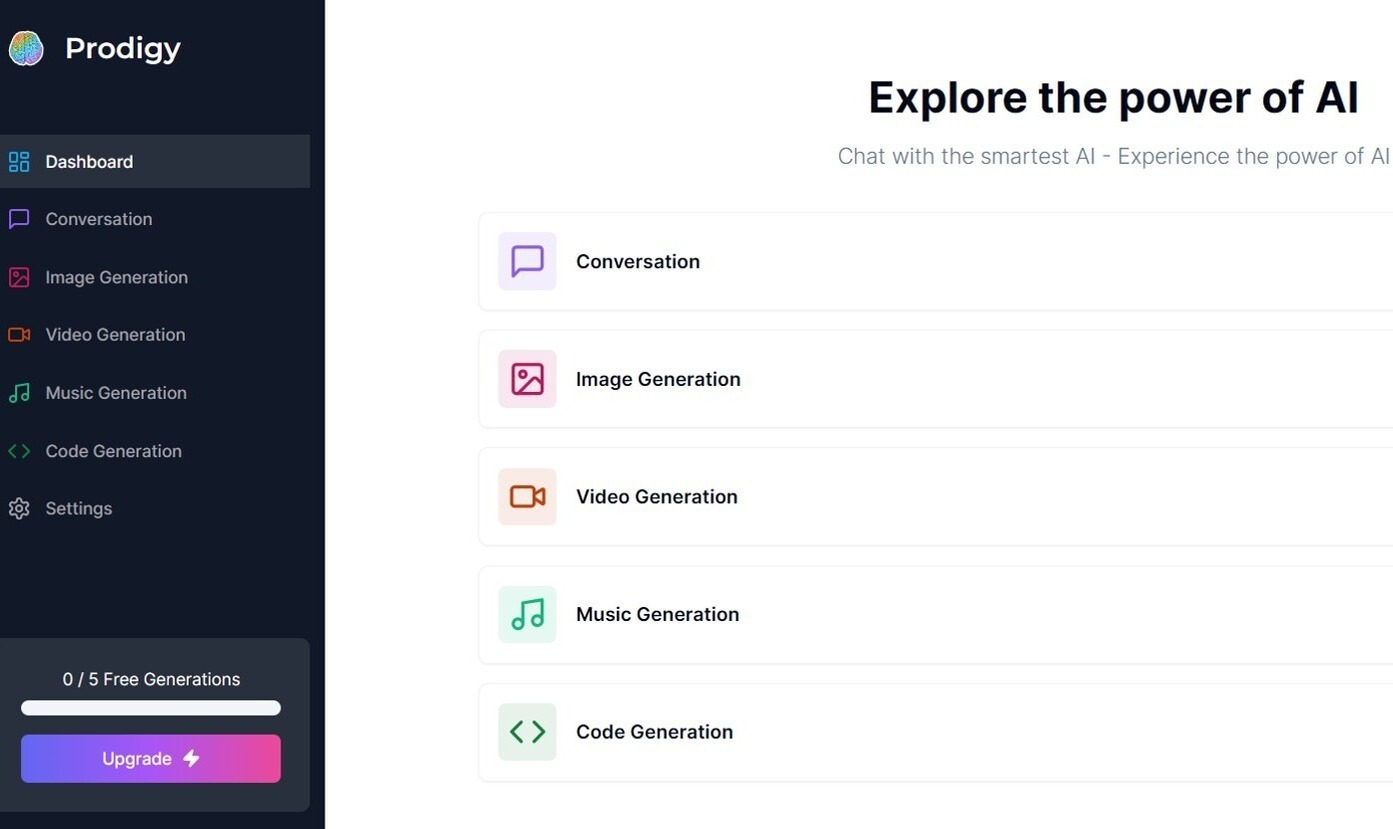 Prodigy
Dashboard
Conversation
Image Generation
Video Generation
Music Generation
Code Generation
Settings
0 / 5 Free Generations
Upgrade
Explore the power of AI
Chat with the smartest AI - Experience the power of AI
Conversation
Image Generation
Video Generation
Music Generation
Code Generation